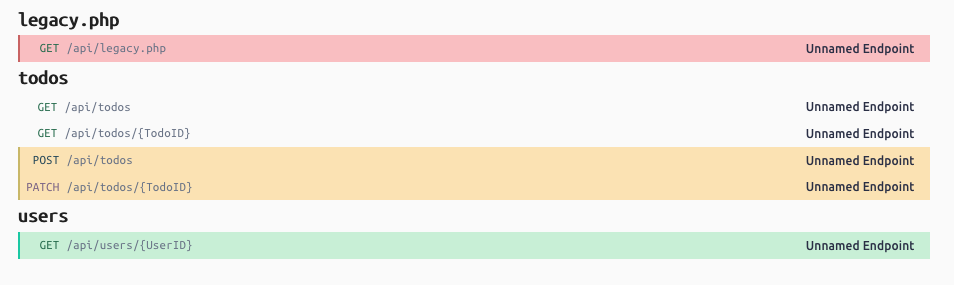 legacy.php
GET /api/legacy.php Unnamed Endpoint
todos
GET /api/todos Unnamed Endpoint
GET /api/todos/{TodoID} Unnamed Endpoint
POST /api/todos Unnamed Endpoint
PATCH /api/todos/{TodoID} Unnamed Endpoint
users
GET /api/users/{UserID} Unnamed Endpoint